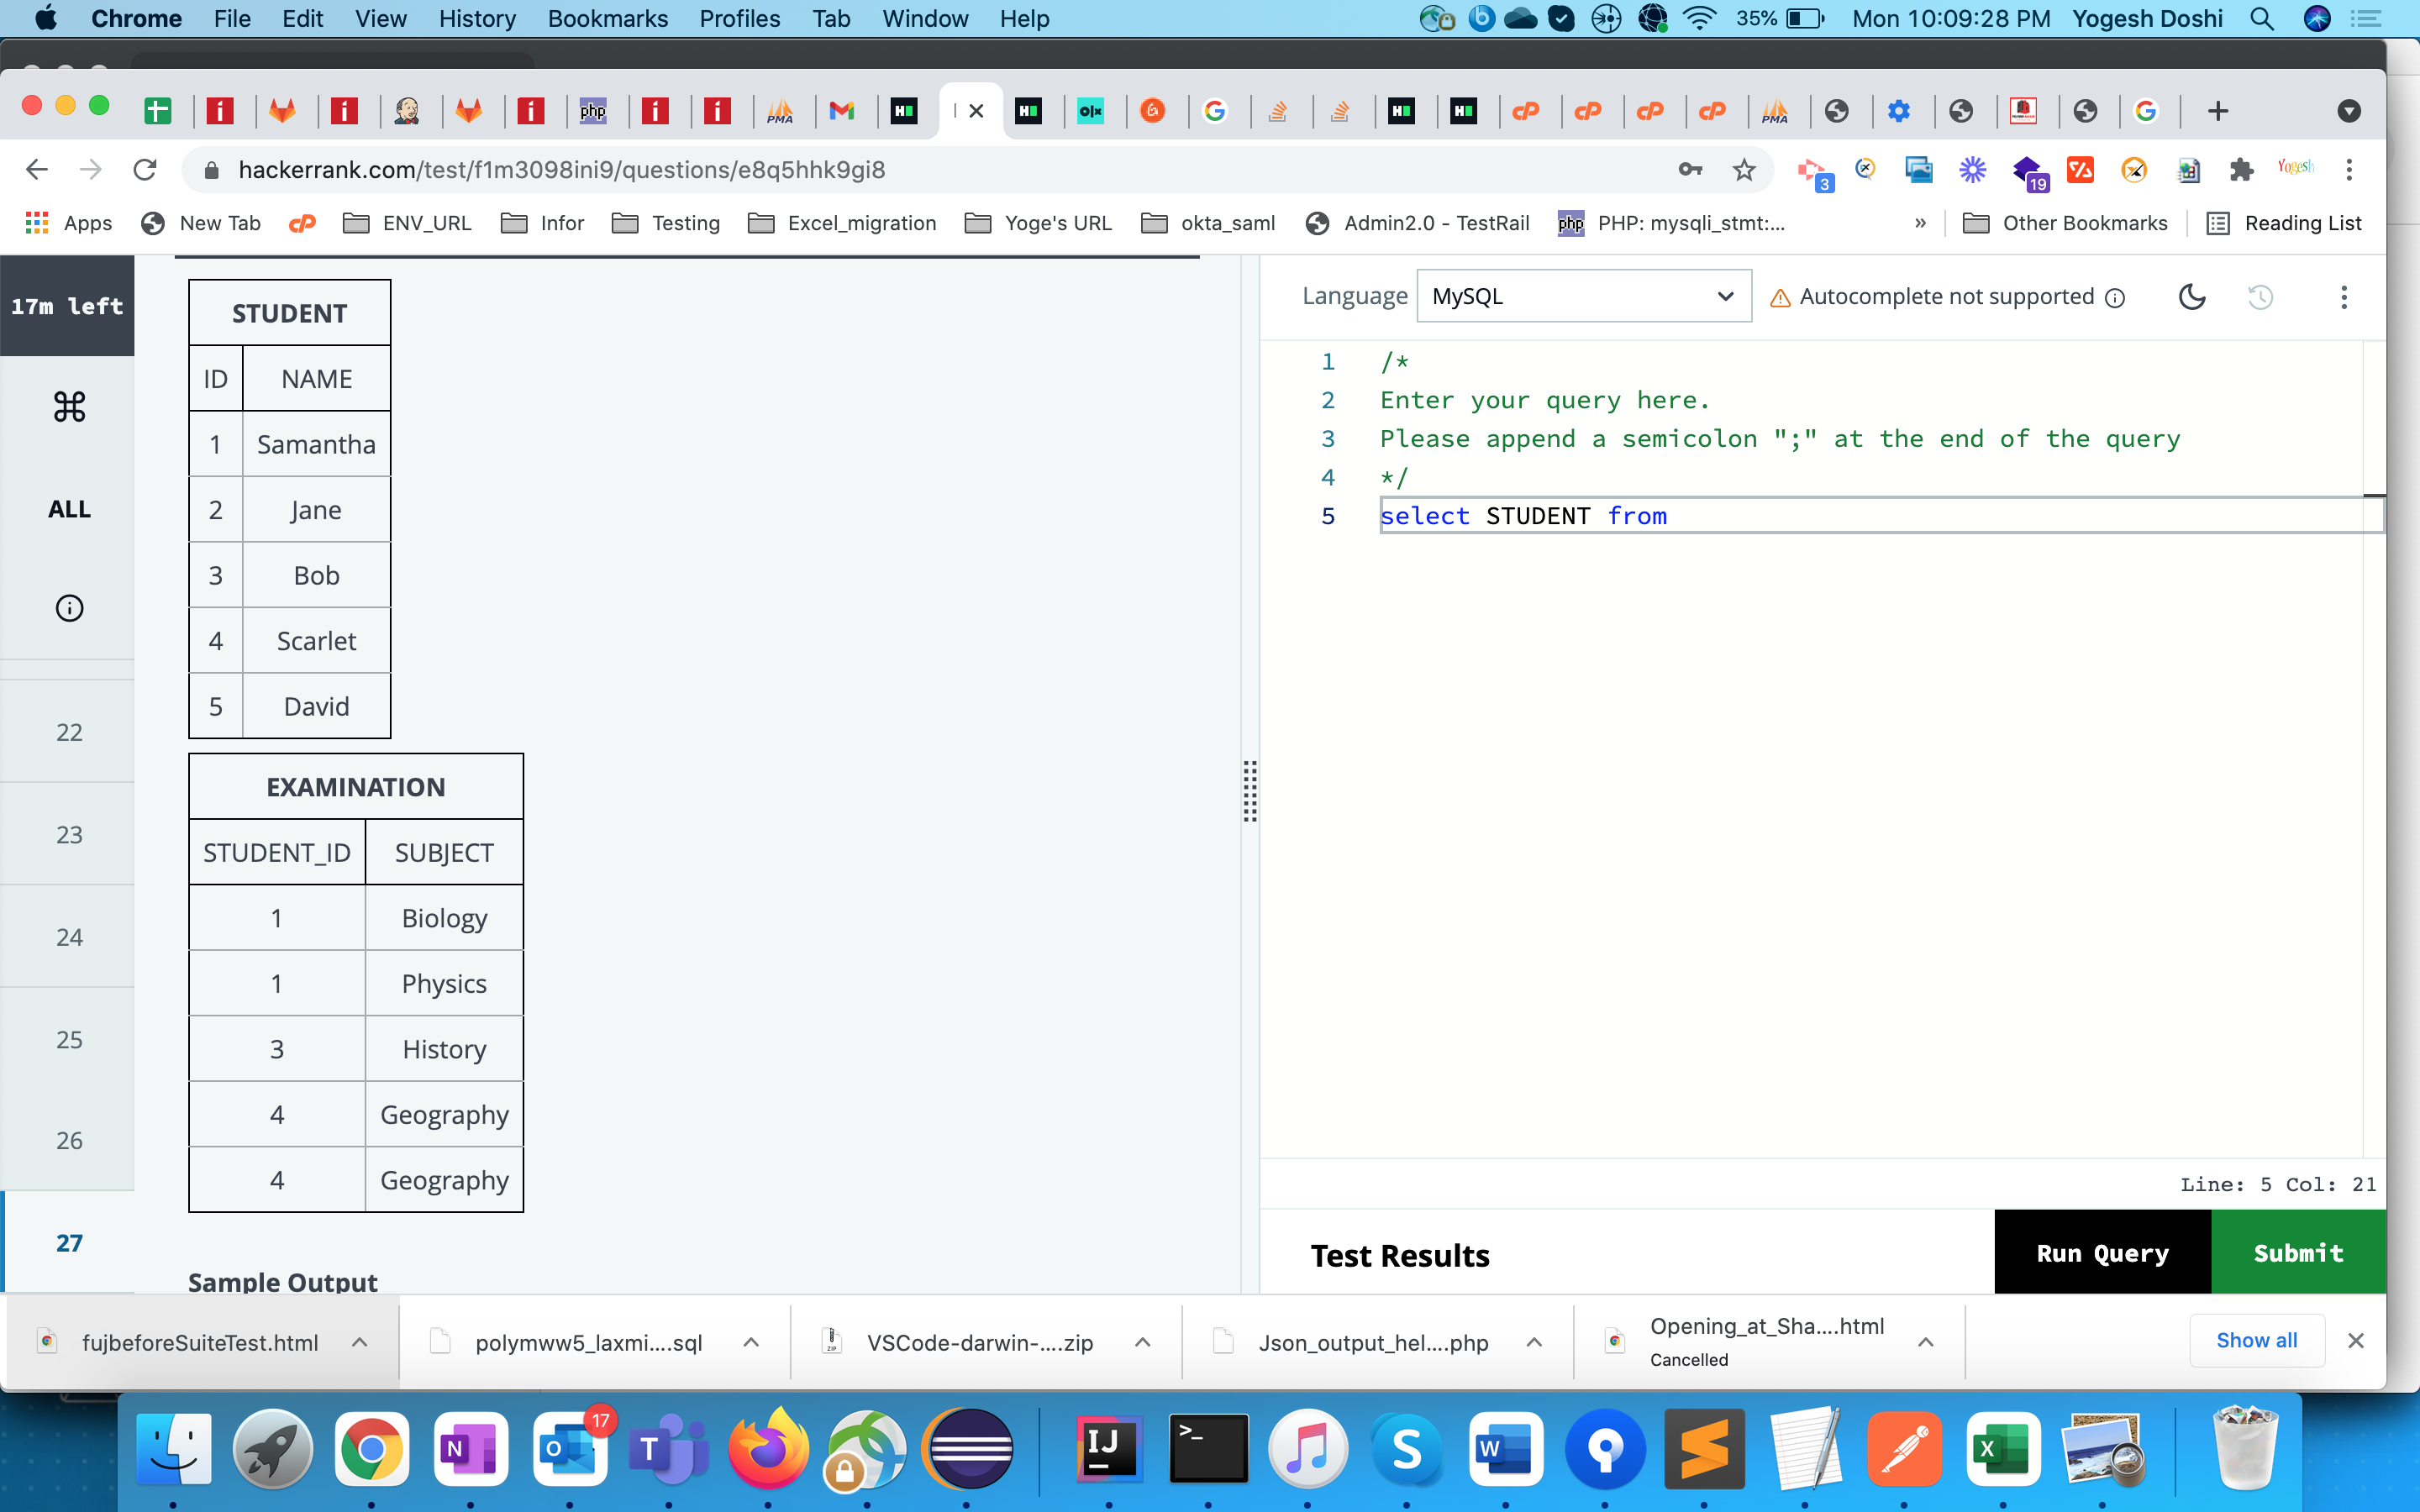 Chrome File Edit View History Bookmarks Profiles Tab Window Help 35% Mon 10:09:28 PM Yogesh Doshi
hackerrank.com/test/f1m3098ini9/questions/e8q5hhk9gi8
3
19
Yogesh
Apps New Tab ENV_URL Infor Testing Excel_migration Yoge's URL okta_saml Admin2.0 - TestRail PHP: mysqli_stmt:... » Other Bookmarks Reading List
17m left
ALL
22
23
24
25
26
27
STUDENT
ID NAME
1 Samantha
2 Jane
3 Bob
4 Scarlet
5 David
EXAMINATION
STUDENT_ID SUBJECT
1 Biology
1 Physics
3 History
4 Geography
4 Geography
Sample Output
Language MySQL Autocomplete not supported
1 /*
2 Enter your query here.
3 Please append a semicolon ";" at the end of the query
4 */
5 select STUDENT from
Line: 5 Col: 21
Test Results
Run Query
Submit
fujbeforeSuiteTest.html
polymww5_laxmi....sql
VSCode-darwin-....zip
Json_output_hel....php
Opening_at_Sha....html
Cancelled
Show all
17